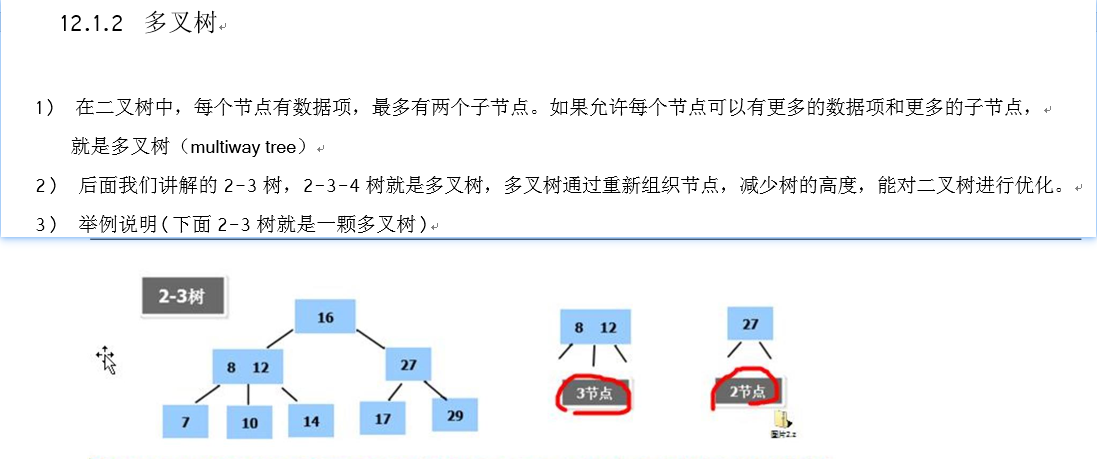 12.1.2 多叉树
1） 在二叉树中，每个节点有数据项，最多有两个子节点。如果允许每个节点可以有更多的数据项和更多的子节点，
就是多叉树（multiway tree）
2） 后面我们讲解的 2-3 树，2-3-4 树就是多叉树，多叉树通过重新组织节点，减少树的高度，能对二叉树进行优化。
3） 举例说明(下面 2-3 树就是一颗多叉树)
2-3树
16
8 12
27
7
10
14
17
29
8 12
3节点
27
2节点
图片2.z